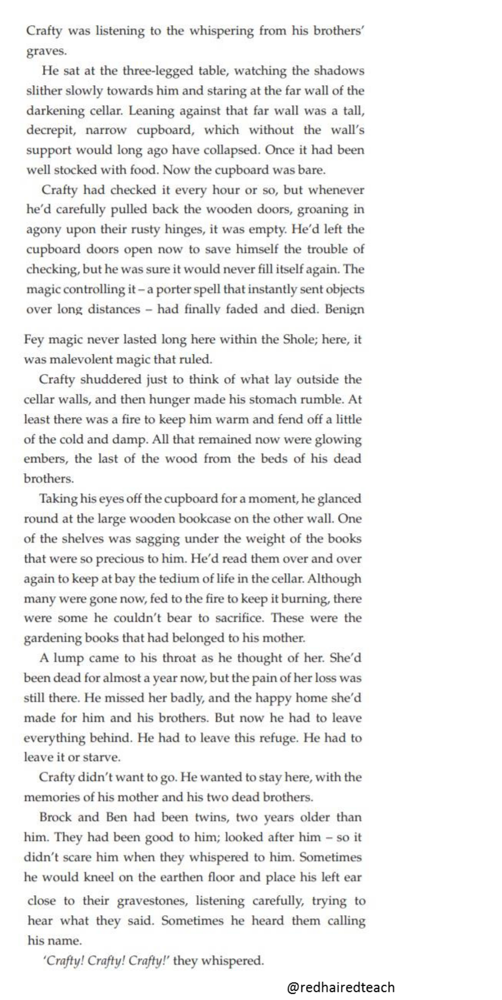 Crafty was listening to the whispering from his brothers’
graves.
He sat at the three-legged table, watching the shadows
slither slowly towards him and staring at the far wall of the
darkening cellar. Leaning against that far wall was a tall,
decrepit, narrow cupboard, which without the wall’s
support would long ago have collapsed. Once it had been
well stocked with food. Now the cupboard was bare.
Crafty had checked it every hour or so, but whenever
he’d carefully pulled back the wooden doors, groaning in
agony upon their rusty hinges, it was empty. He’d left the
cupboard doors open now to save himself the trouble of
checking, but he was sure it would never fill itself again. The
magic controlling it – a porter spell that instantly sent objects
over long distances – had finally faded and died. Benign
Fey magic never lasted long here within the Shole; here, it
was malevolent magic that ruled.
Crafty shuddered just to think of what lay outside the
cellar walls, and then hunger made his stomach rumble. At
least there was a fire to keep him warm and fend off a little
of the cold and damp. All that remained now were glowing
embers, the last of the wood from the beds of his dead
brothers.
Taking his eyes off the cupboard for a moment, he glanced
round at the large wooden bookcase on the other wall. One
of the shelves was sagging under the weight of the books
that were so precious to him. He’d read them over and over
again to keep at bay the tedium of life in the cellar. Although
many were gone now, fed to the fire to keep it burning, there
were some he couldn’t bear to sacrifice. These were the
gardening books that had belonged to his mother.
A lump came to his throat as he thought of her. She’d
been dead for almost a year now, but the pain of her loss was
still there. He missed her badly, and the happy home she’d
made for him and his brothers. But now he had to leave
everything behind. He had to leave this refuge. He had to
leave it or starve.
Crafty didn’t want to go. He wanted to stay here, with the
memories of his mother and his two dead brothers.
Brock and Ben had been twins, two years older than
him. They had been good to him; looked after him – so it
didn’t scare him when they whispered to him. Sometimes
he would kneel on the earthen floor and place his left ear
close to their gravestones, listening carefully, trying to
hear what they said. Sometimes he heard them calling
his name.
‘Crafty! Crafty! Crafty!’ they whispered.
@redhairedteach